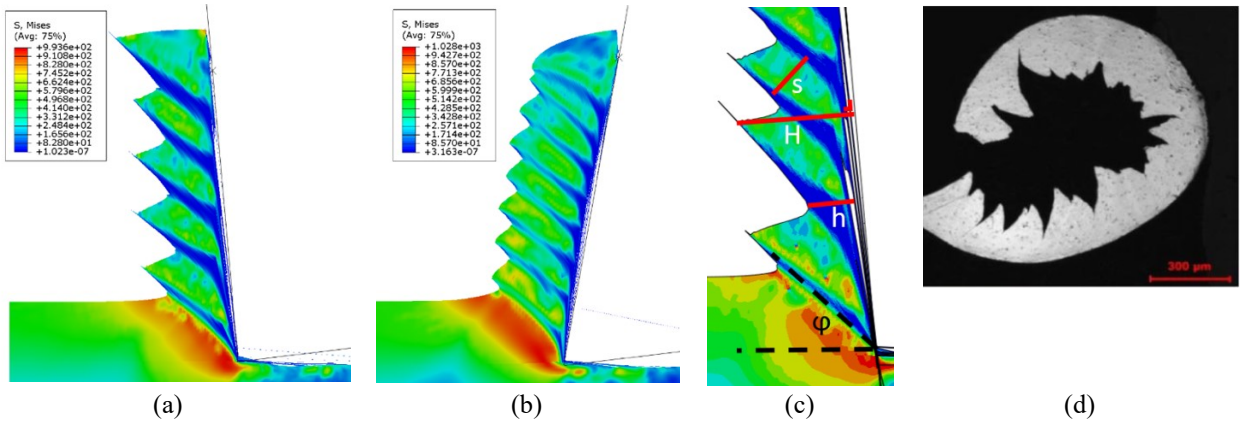 S, Mises
(Avg: 75%)
+9.936e+02
+9.108e+02
+8.280e+02
+7.452e+02
+6.624e+02
+5.796e+02
+4.968e+02
+4.140e+02
+3.312e+02
+2.484e+02
+1.656e+02
+8.280e+01
+1.023e-07
S, Mises
(Avg: 75%)
+1.028e+03
+9.427e+02
+8.570e+02
+7.713e+02
+6.856e+02
+5.999e+02
+5.142e+02
+4.285e+02
+3.428e+02
+2.571e+02
+1.714e+02
+8.570e+01
+3.163e-07
s
H
h
φ
300 µm
(a)
(b)
(c)
(d)